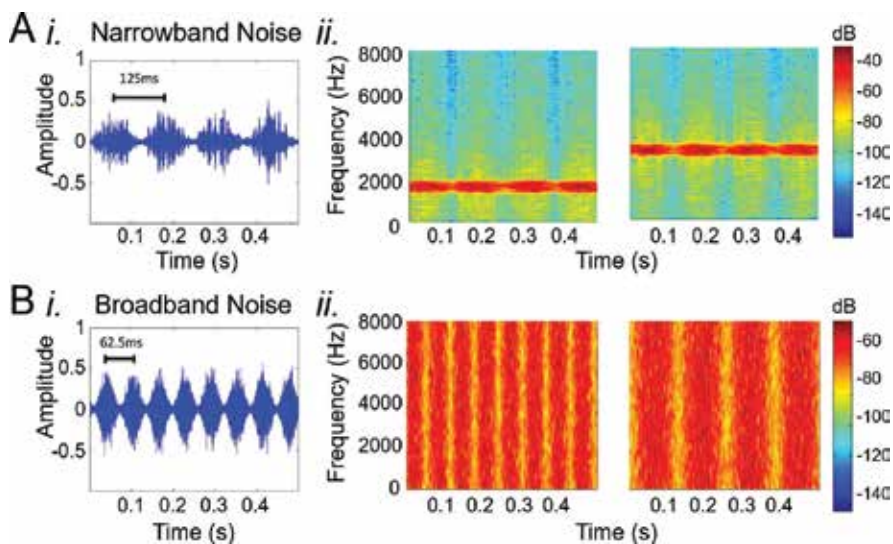 A i. Narrowband Noise ii.
dB
1
0.5
0
-0.5
Amplitude
125ms
0.1 0.2 0.3 0.4
Time (s)
8000
6000
4000
2000
0
Frequency (Hz)
0.1 0.2 0.3 0.4
0.1 0.2 0.3 0.4
Time (s)
-40
-60
-80
-100
-120
-140
B i. Broadband Noise ii.
dB
1
0.5
0
-0.5
Amplitude
62.5ms
0.1 0.2 0.3 0.4
Time (s)
8000
6000
4000
2000
0
Frequency (Hz)
0.1 0.2 0.3 0.4
0.1 0.2 0.3 0.4
Time (s)
-60
-80
-100
-120
-140